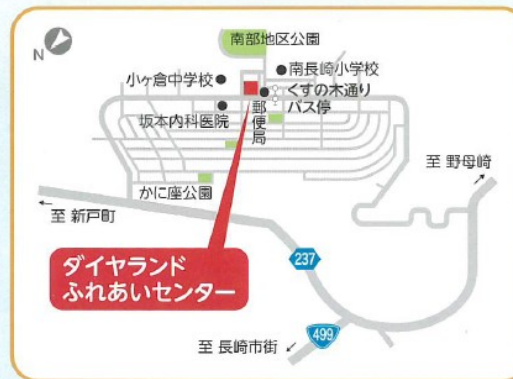 N
南部地区公園
小ヶ倉中学校
南長崎小学校
くすの木通り
バス停
郵便局
坂本内科医院
至 野母崎
かに座公園
至 新戸町
ダイヤランド
ふれあいセンター
237
499
至 長崎市街